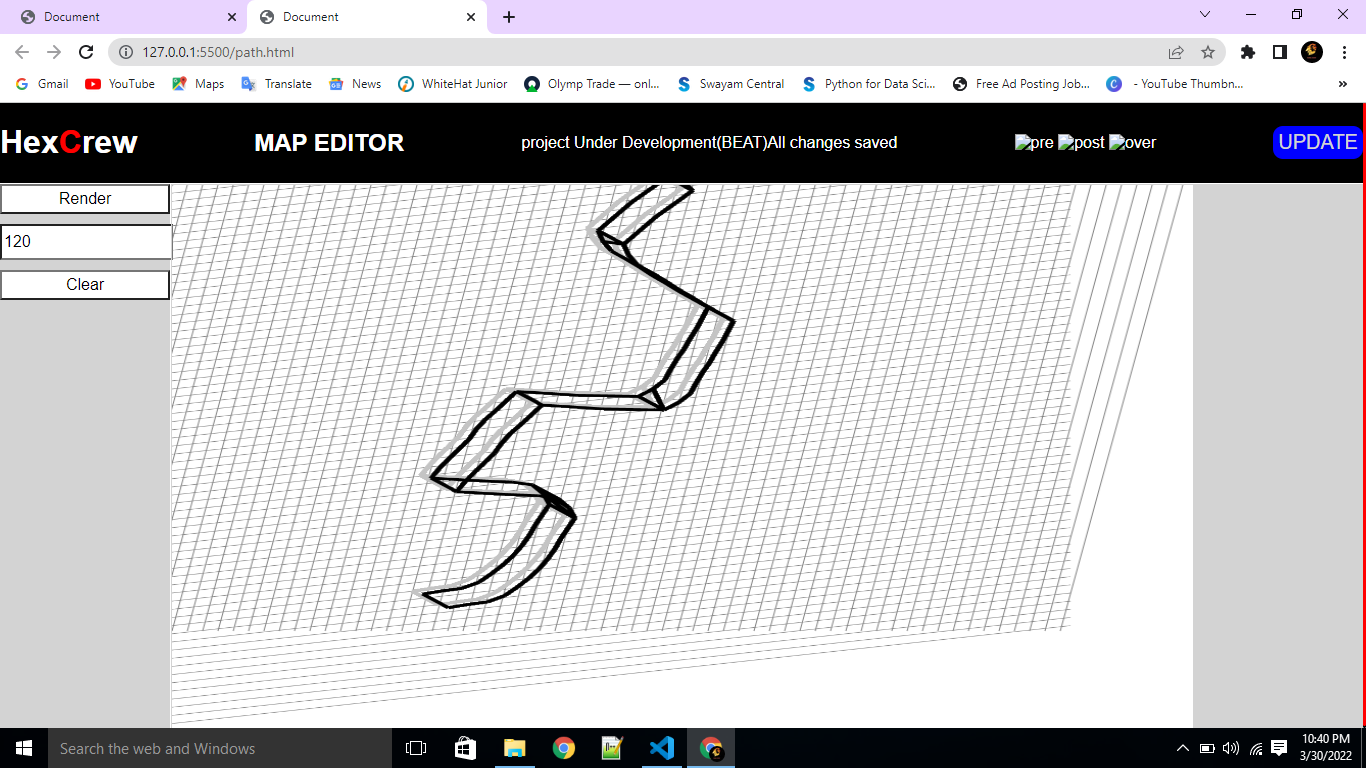 Document
Document
127.0.0.1:5500/path.html
Gmail YouTube Maps Translate News WhiteHat Junior Olymp Trade — onl... Swayam Central Python for Data Sci... Free Ad Posting Job... - YouTube Thumbn... »
HexCrew MAP EDITOR project Under Development(BEAT)All changes saved pre post over UPDATE
Render
120
Clear
Search the web and Windows
10:40 PM
3/30/2022